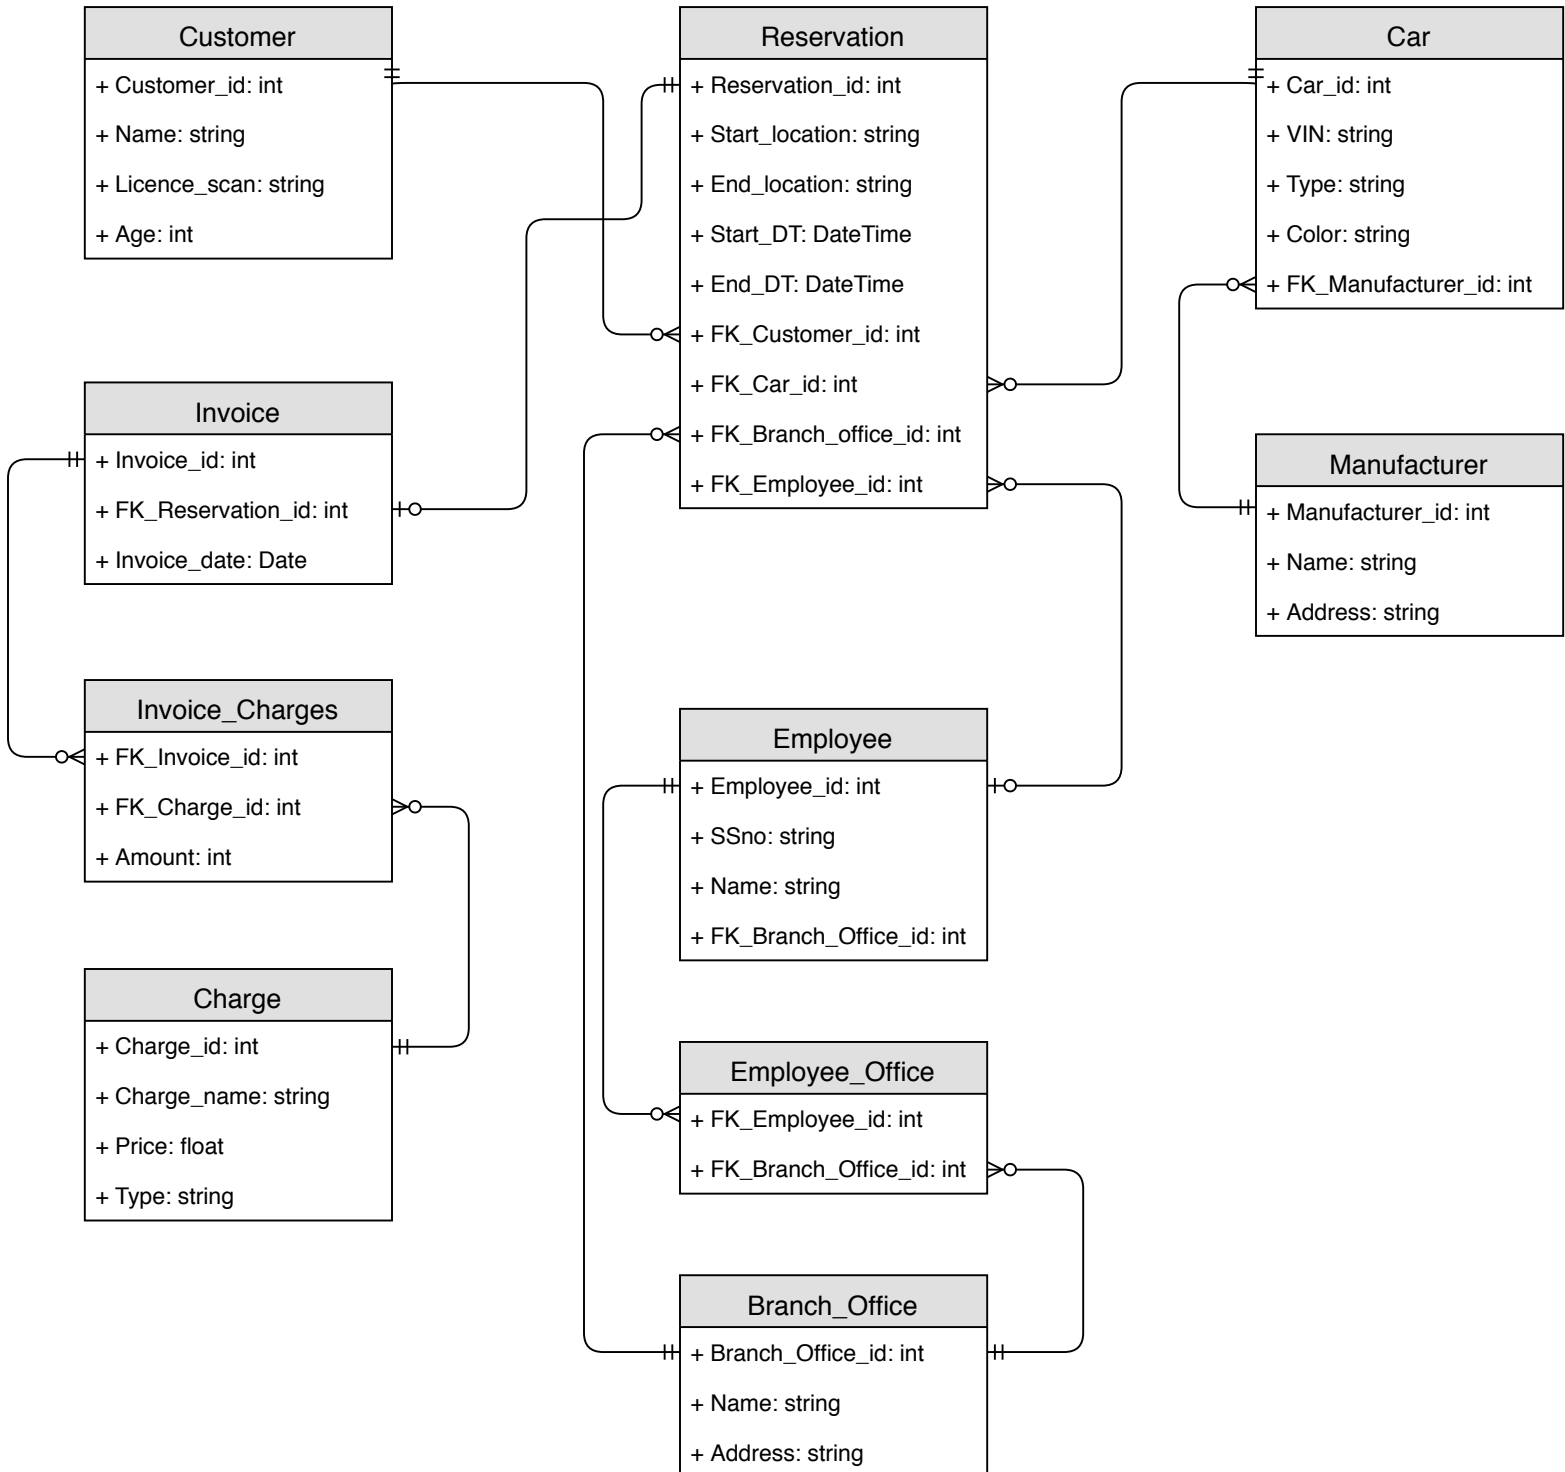 Customer
+ Customer_id: int
+ Name: string
+ Licence_scan: string
+ Age: int
Reservation
+ Reservation_id: int
+ Start_location: string
+ End_location: string
+ Start_DT: DateTime
+ End_DT: DateTime
+ FK_Customer_id: int
+ FK_Car_id: int
+ FK_Branch_office_id: int
+ FK_Employee_id: int
Car
+ Car_id: int
+ VIN: string
+ Type: string
+ Color: string
+ FK_Manufacturer_id: int
Invoice
+ Invoice_id: int
+ FK_Reservation_id: int
+ Invoice_date: Date
Manufacturer
+ Manufacturer_id: int
+ Name: string
+ Address: string
Invoice_Charges
+ FK_Invoice_id: int
+ FK_Charge_id: int
+ Amount: int
Employee
+ Employee_id: int
+ SSno: string
+ Name: string
+ FK_Branch_Office_id: int
Charge
+ Charge_id: int
+ Charge_name: string
+ Price: float
+ Type: string
Employee_Office
+ FK_Employee_id: int
+ FK_Branch_Office_id: int
Branch_Office
+ Branch_Office_id: int
+ Name: string
+ Address: string